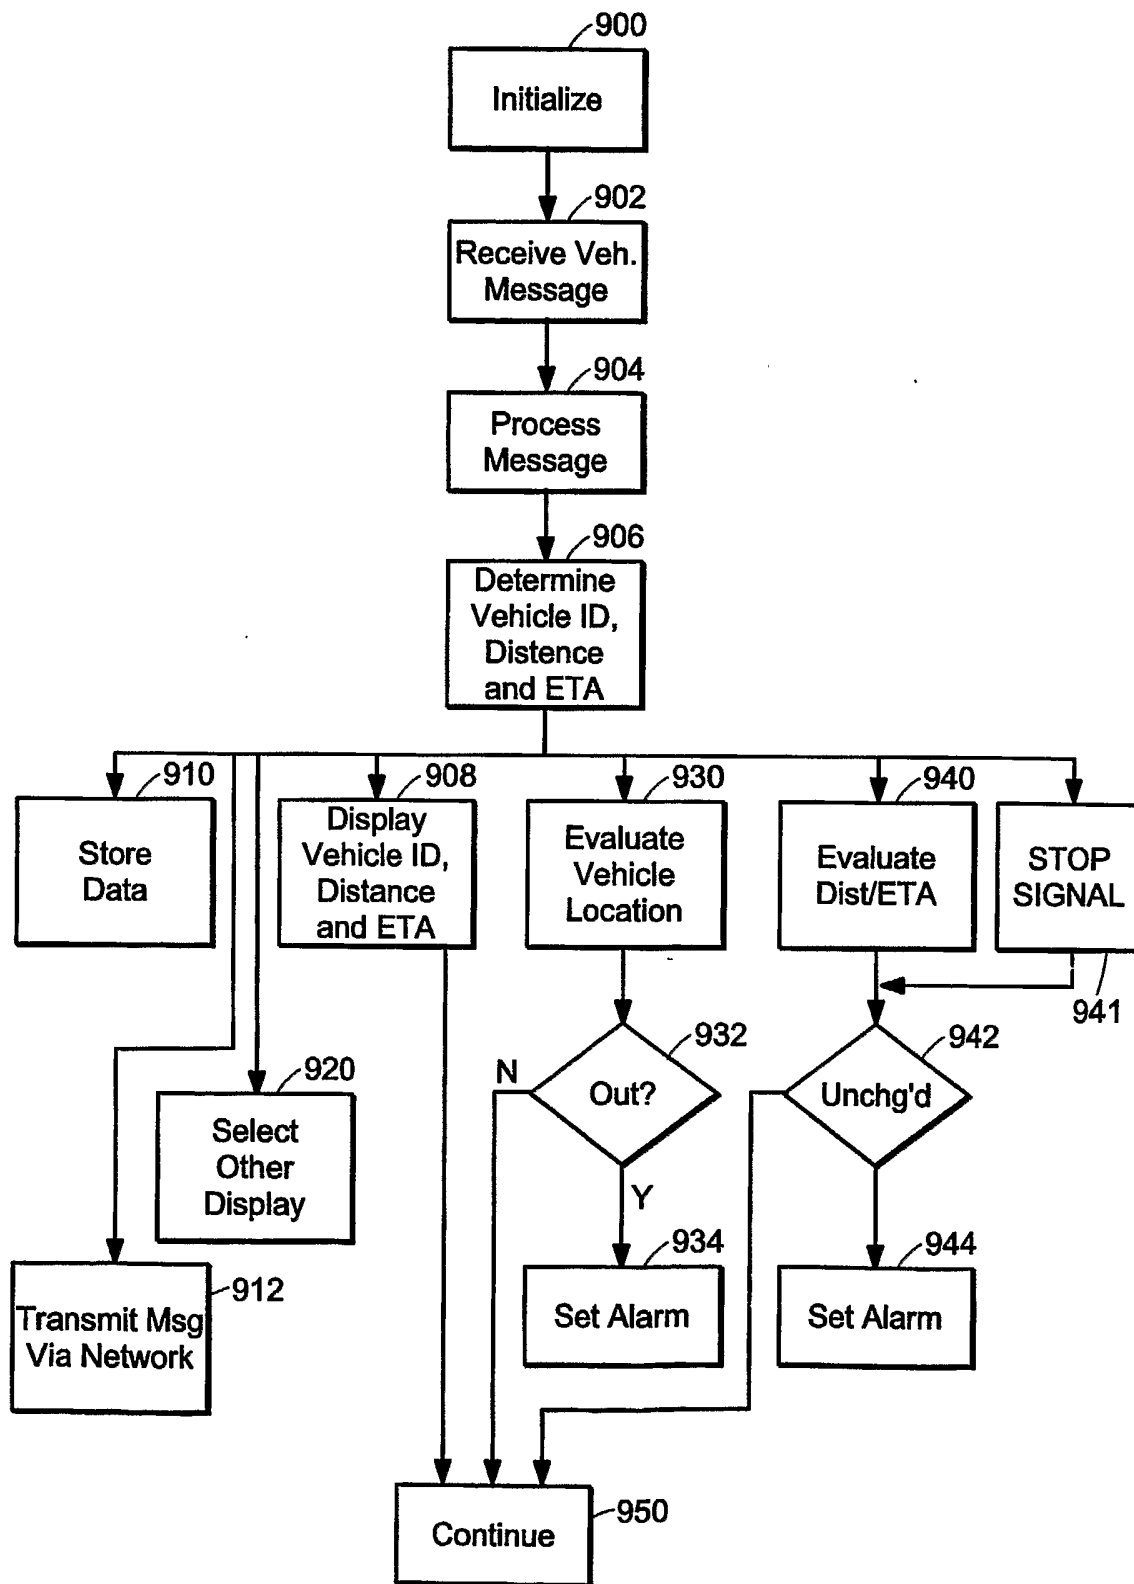 900
Initialize
902
Receive Veh.
Message
904
Process
Message
906
Determine
Vehicle ID,
Distence
and ETA
910
Store
Data
908
Display
Vehicle ID,
Distance
and ETA
930
Evaluate
Vehicle
Location
940
Evaluate
Dist/ETA
STOP
SIGNAL
941
920
Select
Other
Display
N
932
Out?
Y
942
Unchg'd
912
Transmit Msg
Via Network
934
Set Alarm
944
Set Alarm
950
Continue